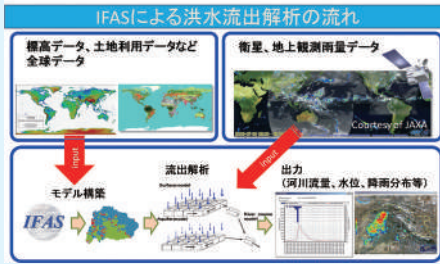 IFASによる洪水流出解析の流れ
標高データ、土地利用データなど
全球データ
衛星、地上観測雨量データ
Courtesy of JAXA
input
input
モデル構築
流出解析
出力
(河川流量、水位、降雨分布等)
IFAS